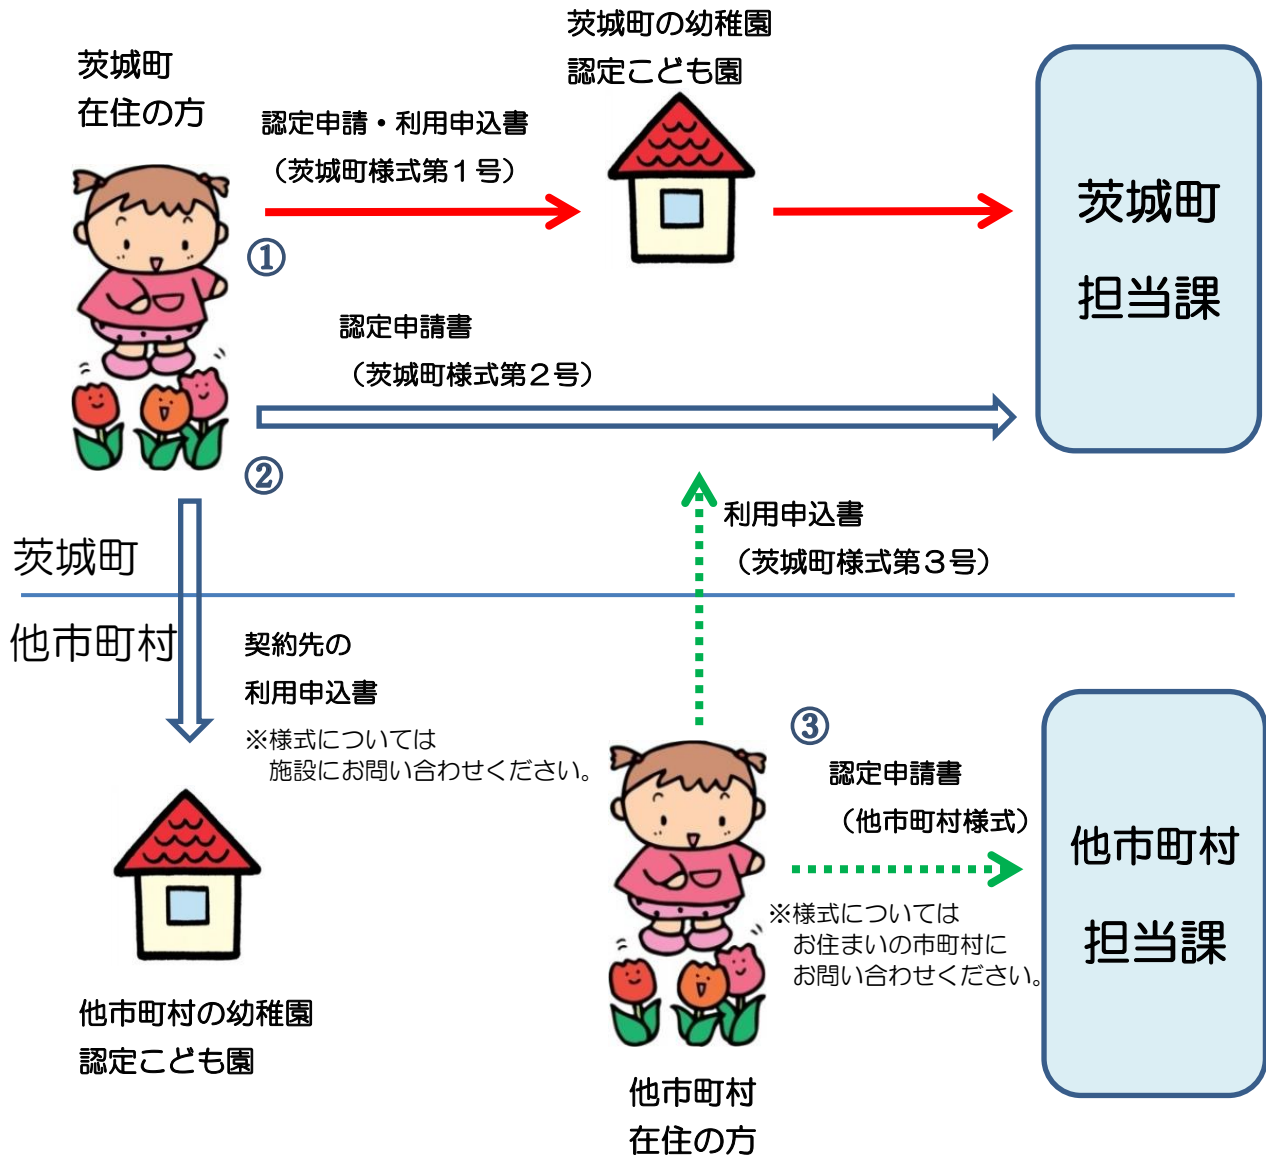 茨城町
在住の方
茨城町の幼稚園
認定こども園
認定申請・利用申込書
（茨城町様式第１号）
①
茨城町
担当課
認定申請書
（茨城町様式第２号）
②
利用申込書
（茨城町様式第３号）
茨城町
他市町村
契約先の
利用申込書
※様式については
施設にお問い合わせください。
③
認定申請書
（他市町村様式）
※様式については
お住まいの市町村に
お問い合わせください。
他市町村
担当課
他市町村の幼稚園
認定こども園
他市町村
在住の方